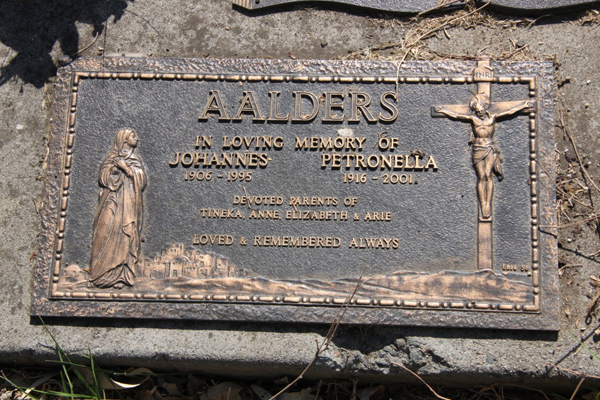 INRI
AALDERS
IN LOVING MEMORY OF
JOHANNES PETRONELLA
1906 - 1995 1916 - 2001
DEVOTED PARENTS OF
TINEKA, ANNE, ELIZABETH & ARIE
LOVED & REMEMBERED ALWAYS